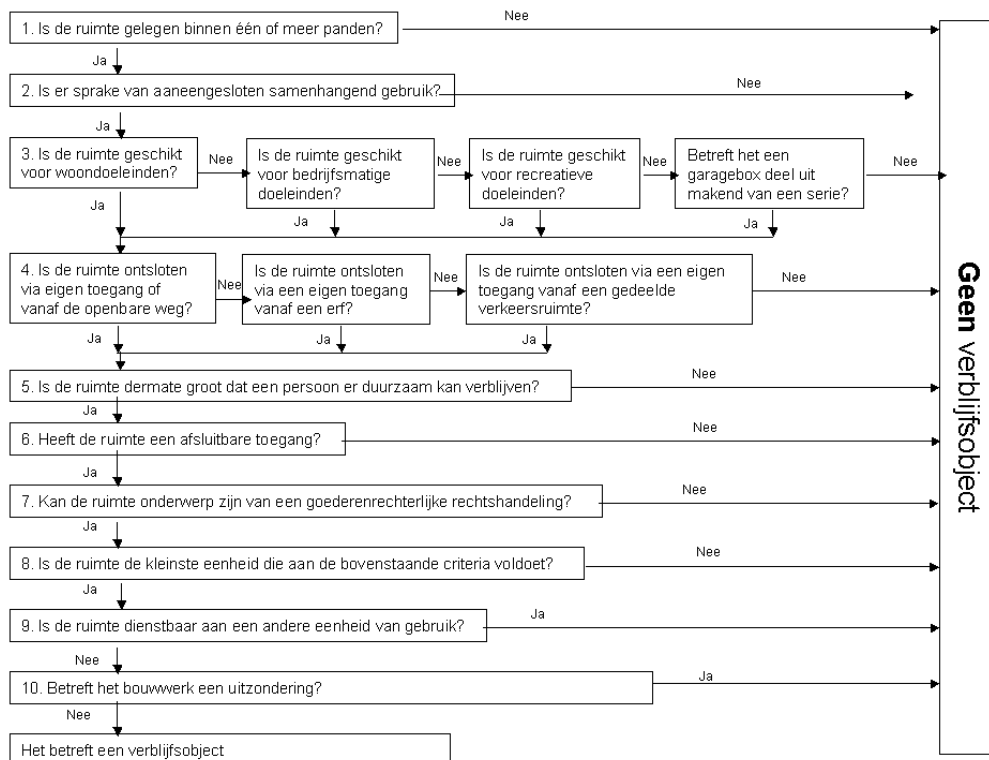 1. Is de ruimte gelegen binnen één of meer panden?
Nee
Ja
2. Is er sprake van aaneengesloten samenhangend gebruik?
Nee
Ja
3. Is de ruimte geschikt
voor woondoeleinden?
Nee
Is de ruimte geschikt
voor bedrijfsmatige
doeleinden?
Nee
Is de ruimte geschikt
voor recreatieve
doeleinden?
Nee
Betreft het een
garagebox deel uit
makend van een serie?
Nee
Ja
Ja
Ja
Ja
4. Is de ruimte ontsloten
via eigen toegang of
vanaf de openbare weg?
Nee
Is de ruimte ontsloten
via een eigen toegang
vanaf een erf?
Nee
Is de ruimte ontsloten via een eigen
toegang vanaf een gedeelde
verkeersruimte?
Nee
Ja
Ja
Ja
5. Is de ruimte dermate groot dat een persoon er duurzaam kan verblijven?
Nee
Ja
6. Heeft de ruimte een afsluitbare toegang?
Nee
Ja
7. Kan de ruimte onderwerp zijn van een goederenrechterlijke rechtshandeling?
Nee
Ja
8. Is de ruimte de kleinste eenheid die aan de bovenstaande criteria voldoet?
Nee
Ja
9. Is de ruimte dienstbaar aan een andere eenheid van gebruik?
Ja
Nee
10. Betreft het bouwwerk een uitzondering?
Ja
Nee
Het betreft een verblijfsobject
Geen verblijfsobject